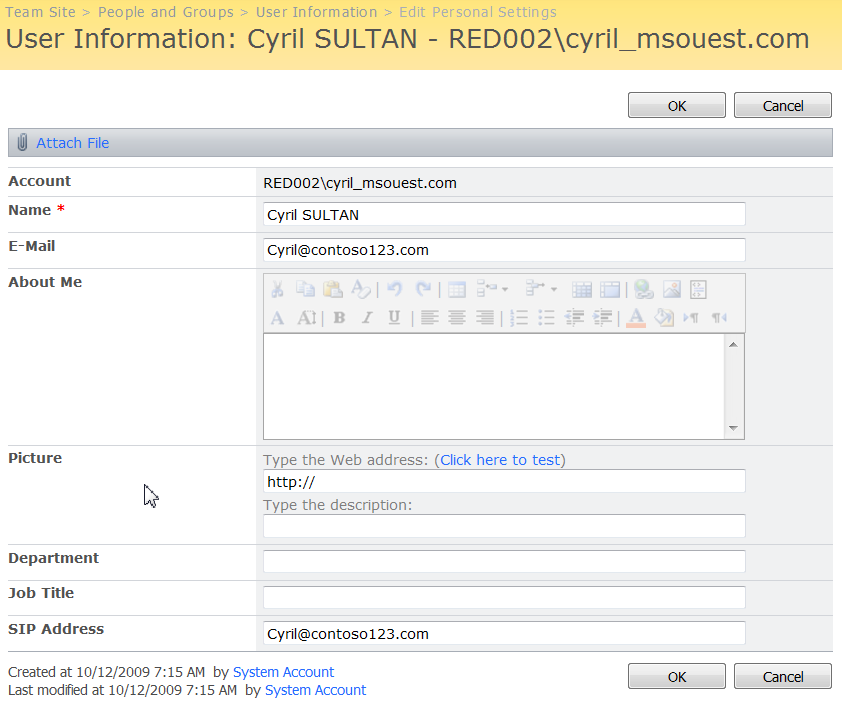 Team Site > People and Groups > User Information > Edit Personal Settings
User Information: Cyril SULTAN - RED002\cyril_msouest.com
OK Cancel
Attach File
Account RED002\cyril_msouest.com
Name * Cyril SULTAN
E-Mail Cyril@contoso123.com
About Me
A A B I U A
Picture Type the Web address: (Click here to test)
http://
Type the description:
Department
Job Title
SIP Address Cyril@contoso123.com
Created at 10/12/2009 7:15 AM by System Account
Last modified at 10/12/2009 7:15 AM by System Account
OK Cancel